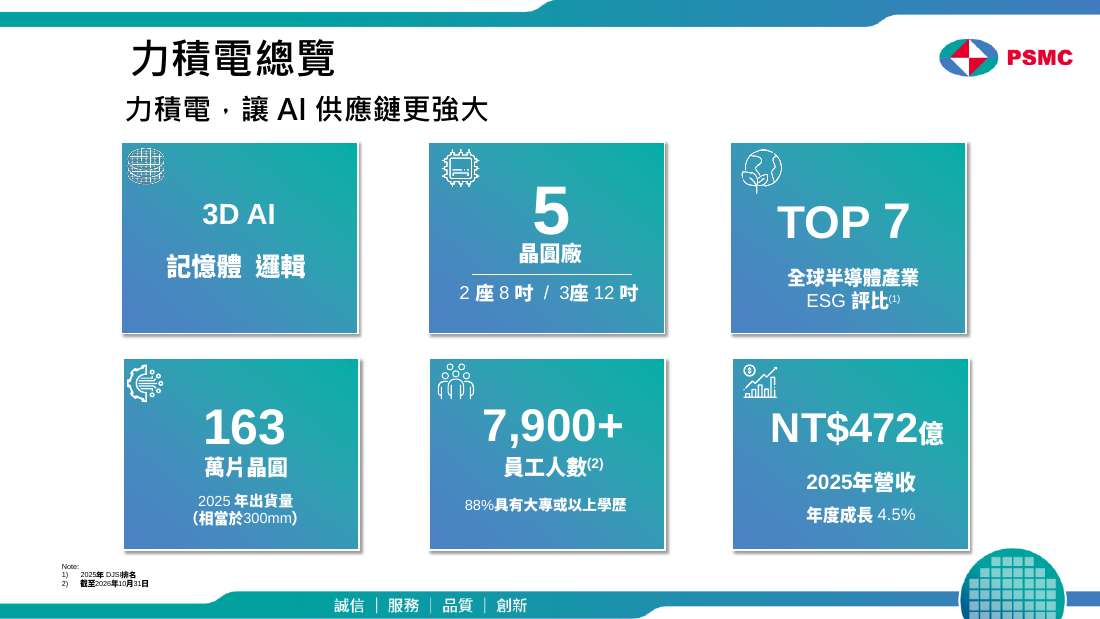 力積電總覽
PSMC
力積電，讓 AI 供應鏈更強大
3D AI
記憶體 邏輯
5
晶圓廠
2 座 8 吋 / 3座 12 吋
TOP 7
全球半導體產業
ESG 評比(1)
163
萬片晶圓
2025 年出貨量
（相當於300mm）
7,900+
員工人數(2)
88%具有大專或以上學歷
NT$472億
2025年營收
年度成長 4.5%
Note:
1) 2025年 DJSI排名
2) 截至2026年10月31日
誠信｜服務｜品質｜創新